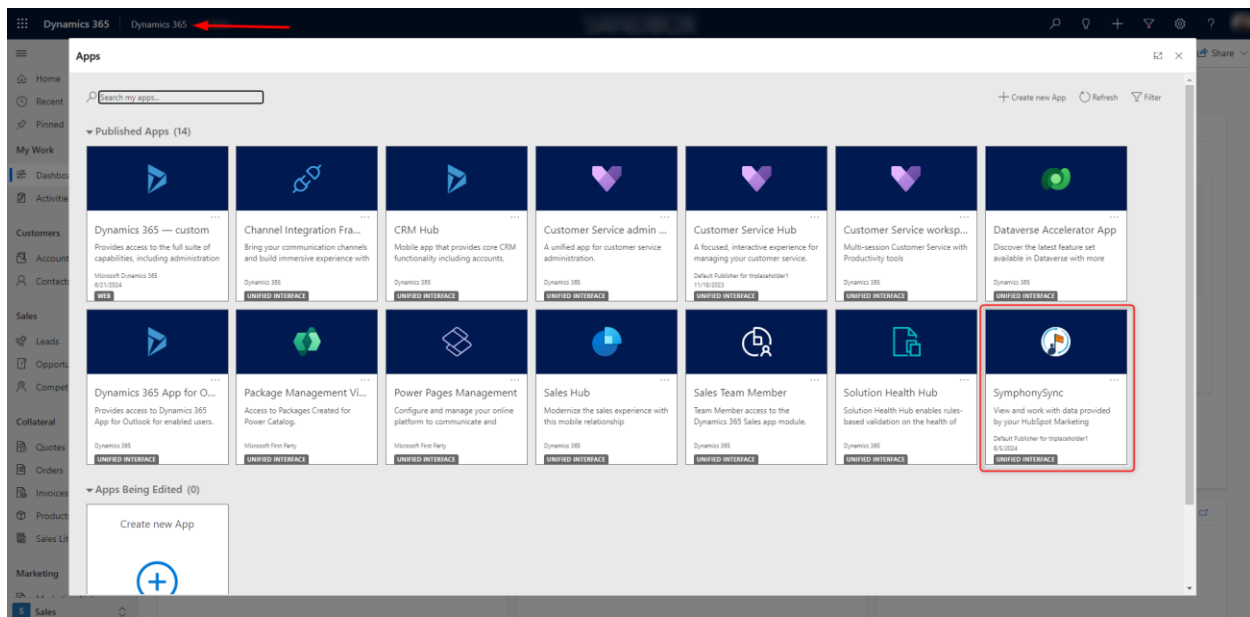 Dynamics 365
Dynamics 365
Share
Apps
Search my apps...
Create new App
Refresh
Filter
Home
Recent
Pinned
My Work
Dashbo
Activitie
Customers
Account
Contact
Sales
Leads
Opport
Compet
Collateral
Quotes
Orders
Invoices
Product
Sales Lit
Marketing
S
Sales
Published Apps (14)
Dynamics 365 — custom
Provides access to the full suite of
capabilities, including administration
Microsoft Dynamics 365
6/21/2024
WEB
Channel Integration Fra...
Bring your communication channels
and build immersive experience with
Dynamics 365
UNIFIED INTERFACE
CRM Hub
Mobile app that provides core CRM
functionality including accounts,
Dynamics 365
UNIFIED INTERFACE
Customer Service admin ...
A unified app for customer service
administration.
Dynamics 365
UNIFIED INTERFACE
Customer Service Hub
A focused, interactive experience for
managing your customer service.
Default Publisher for tnplaceholder1
11/18/2023
UNIFIED INTERFACE
Customer Service worksp...
Multi-session Customer Service with
Productivity tools
Dynamics 365
UNIFIED INTERFACE
Dataverse Accelerator App
Discover the latest feature set
available in Dataverse with more
Dynamics 365
UNIFIED INTERFACE
Dynamics 365 App for O...
Provides access to Dynamics 365
App for Outlook for enabled users.
Dynamics 365
UNIFIED INTERFACE
Package Management Vi...
Access to Packages Created for
Power Catalog.
Microsoft First Party
UNIFIED INTERFACE
Power Pages Management
Configure and manage your online
platform to communicate and
Microsoft First Party
UNIFIED INTERFACE
Sales Hub
Modernize the sales experience with
this mobile relationship
Dynamics 365
UNIFIED INTERFACE
Sales Team Member
Team Member access to the
Dynamics 365 Sales app module.
Dynamics 365
UNIFIED INTERFACE
Solution Health Hub
Solution Health Hub enables rules-
based validation on the health of
Dynamics 365
UNIFIED INTERFACE
SymphonySync
View and work with data provided
by your HubSpot Marketing
Default Publisher for tnplaceholder1
6/5/2024
UNIFIED INTERFACE
Apps Being Edited (0)
Create new App